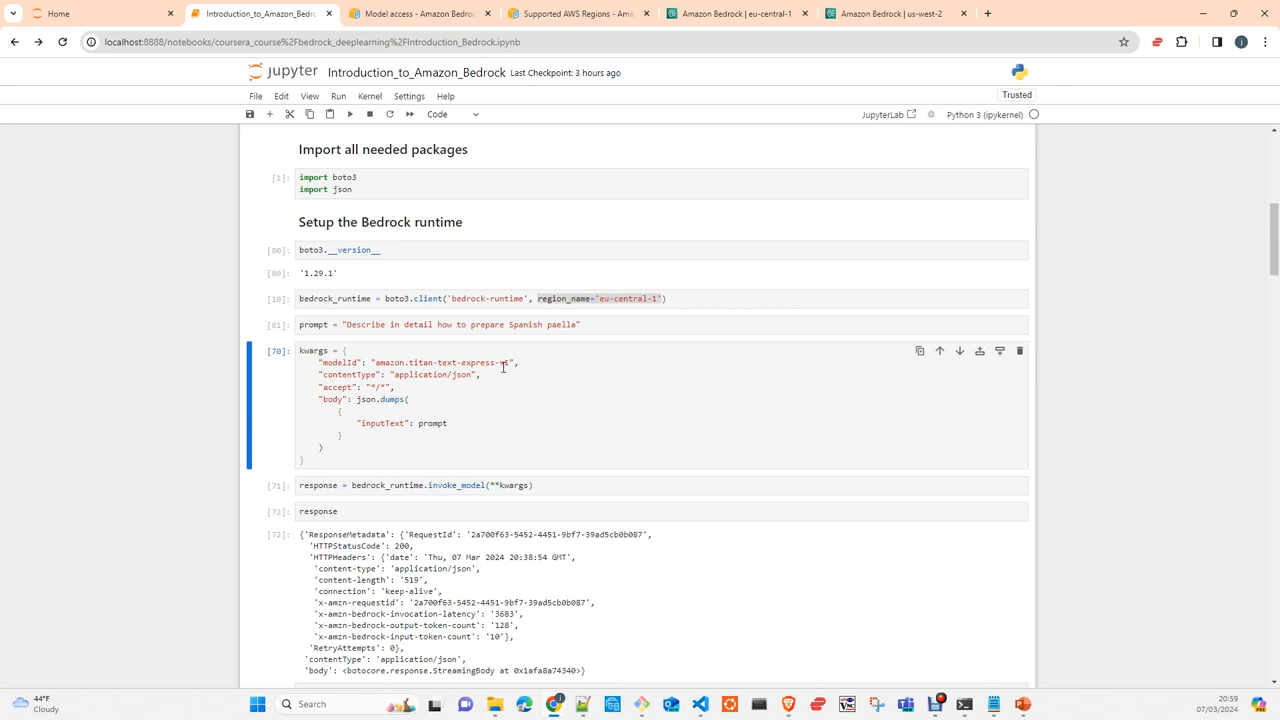 Home
Introduction_to_Amazon_Bedro
Model access - Amazon Bedroc
Supported AWS Regions - Amaz
Amazon Bedrock | eu-central-1
Amazon Bedrock | us-west-2
localhost:8888/notebooks/coursera_course%2Fbedrock_deeplearning%2FIntroduction_Bedrock.ipynb
jupyter Introduction_to_Amazon_Bedrock Last Checkpoint: 3 hours ago
File Edit View Run Kernel Settings Help
Trusted
Code
JupyterLab Python 3 (ipykernel)
Import all needed packages
[1]: import boto3
import json
Setup the Bedrock runtime
[80]: boto3.__version__
[80]: '1.29.1'
[10]: bedrock_runtime = boto3.client('bedrock-runtime', region_name='eu-central-1')
[81]: prompt = "Describe in detail how to prepare Spanish paella"
[70]: kwargs = {
"modelId": "amazon.titan-text-express-v1",
"contentType": "application/json",
"accept": "*/*",
"body": json.dumps(
{
"inputText": prompt
}
)
}
[71]: response = bedrock_runtime.invoke_model(**kwargs)
[72]: response
[72]: {'ResponseMetadata': {'RequestId': '2a700f63-5452-4451-9bf7-39ad5cb0b087',
'HTTPStatusCode': 200,
'HTTPHeaders': {'date': 'Thu, 07 Mar 2024 20:38:54 GMT',
'content-type': 'application/json',
'content-length': '519',
'connection': 'keep-alive',
'x-amzn-requestid': '2a700f63-5452-4451-9bf7-39ad5cb0b087',
'x-amzn-bedrock-invocation-latency': '3683',
'x-amzn-bedrock-output-token-count': '128',
'x-amzn-bedrock-input-token-count': '10'},
'RetryAttempts': 0},
'contentType': 'application/json',
'body': <botocore.response.StreamingBody at 0x1afa8a74340>}
44°F
Cloudy
Search
20:59
07/03/2024